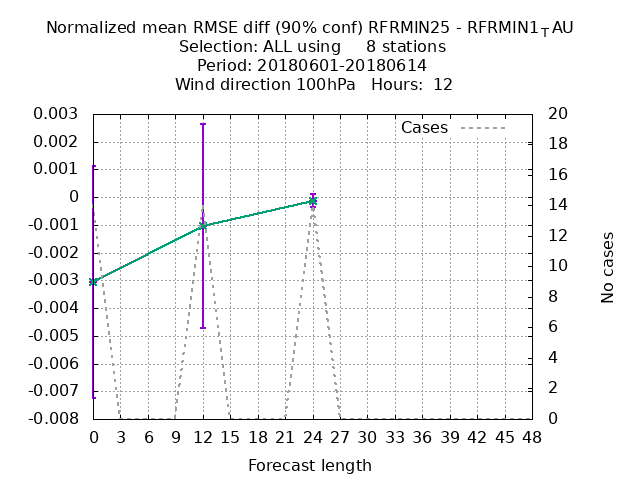 Normalized mean RMSE diff (90% conf) RFRMIN25 - RFRMIN1_TAU
Selection: ALL using     8 stations
Period: 20180601-20180614
Wind direction 100hPa   Hours:  12
Cases
0.003
0.002
0.001
0
-0.001
-0.002
-0.003
-0.004
-0.005
-0.006
-0.007
-0.008
20
18
16
14
12
10
8
6
4
2
0
No cases
0 3 6 9 12 15 18 21 24 27 30 33 36 39 42 45 48
Forecast length